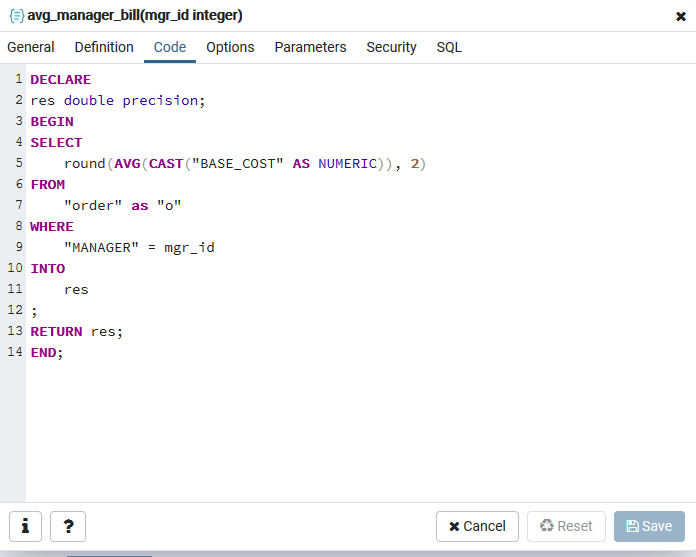 avg_manager_bill(mgr_id integer)
General Definition Code Options Parameters Security SQL
1 DECLARE
2 res double precision;
3 BEGIN
4 SELECT
5 round(AVG(CAST("BASE_COST" AS NUMERIC)), 2)
6 FROM
7 "order" as "o"
8 WHERE
9 "MANAGER" = mgr_id
10 INTO
11 res
12 ;
13 RETURN res;
14 END;
i ? Cancel Reset Save